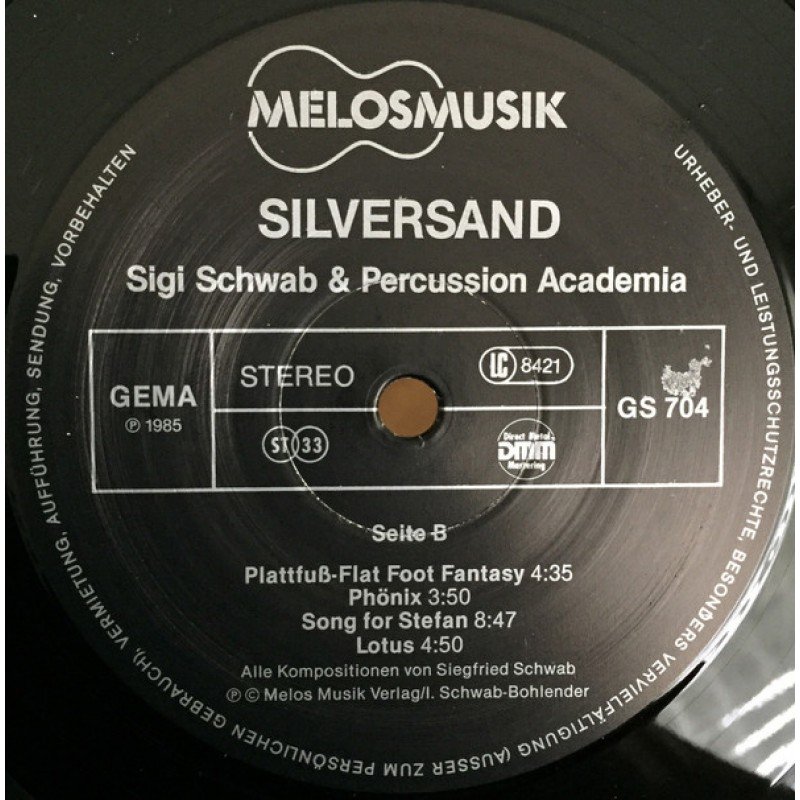 MELOSMUSIK
SILVERSAND
Sigi Schwab & Percussion Academia
GEMA
℗ 1985
STEREO
LC 8421
ST 33
Direct Metal
DMM
Mastering
GS 704
Seite B
Plattfuß-Flat Foot Fantasy 4:35
Phönix 3:50
Song for Stefan 8:47
Lotus 4:50
Alle Kompositionen von Siegfried Schwab
℗ © Melos Musik Verlag/I. Schwab-Bohlender
URHEBER- UND LEISTUNGSSCHUTZRECHTE, BESONDERS VERVIELFÄLTIGUNG (AUSSER ZUM PERSÖNLICHEN GEBRAUCH), VERMIETUNG, AUFFÜHRUNG, SENDUNG, VORBEHALTEN